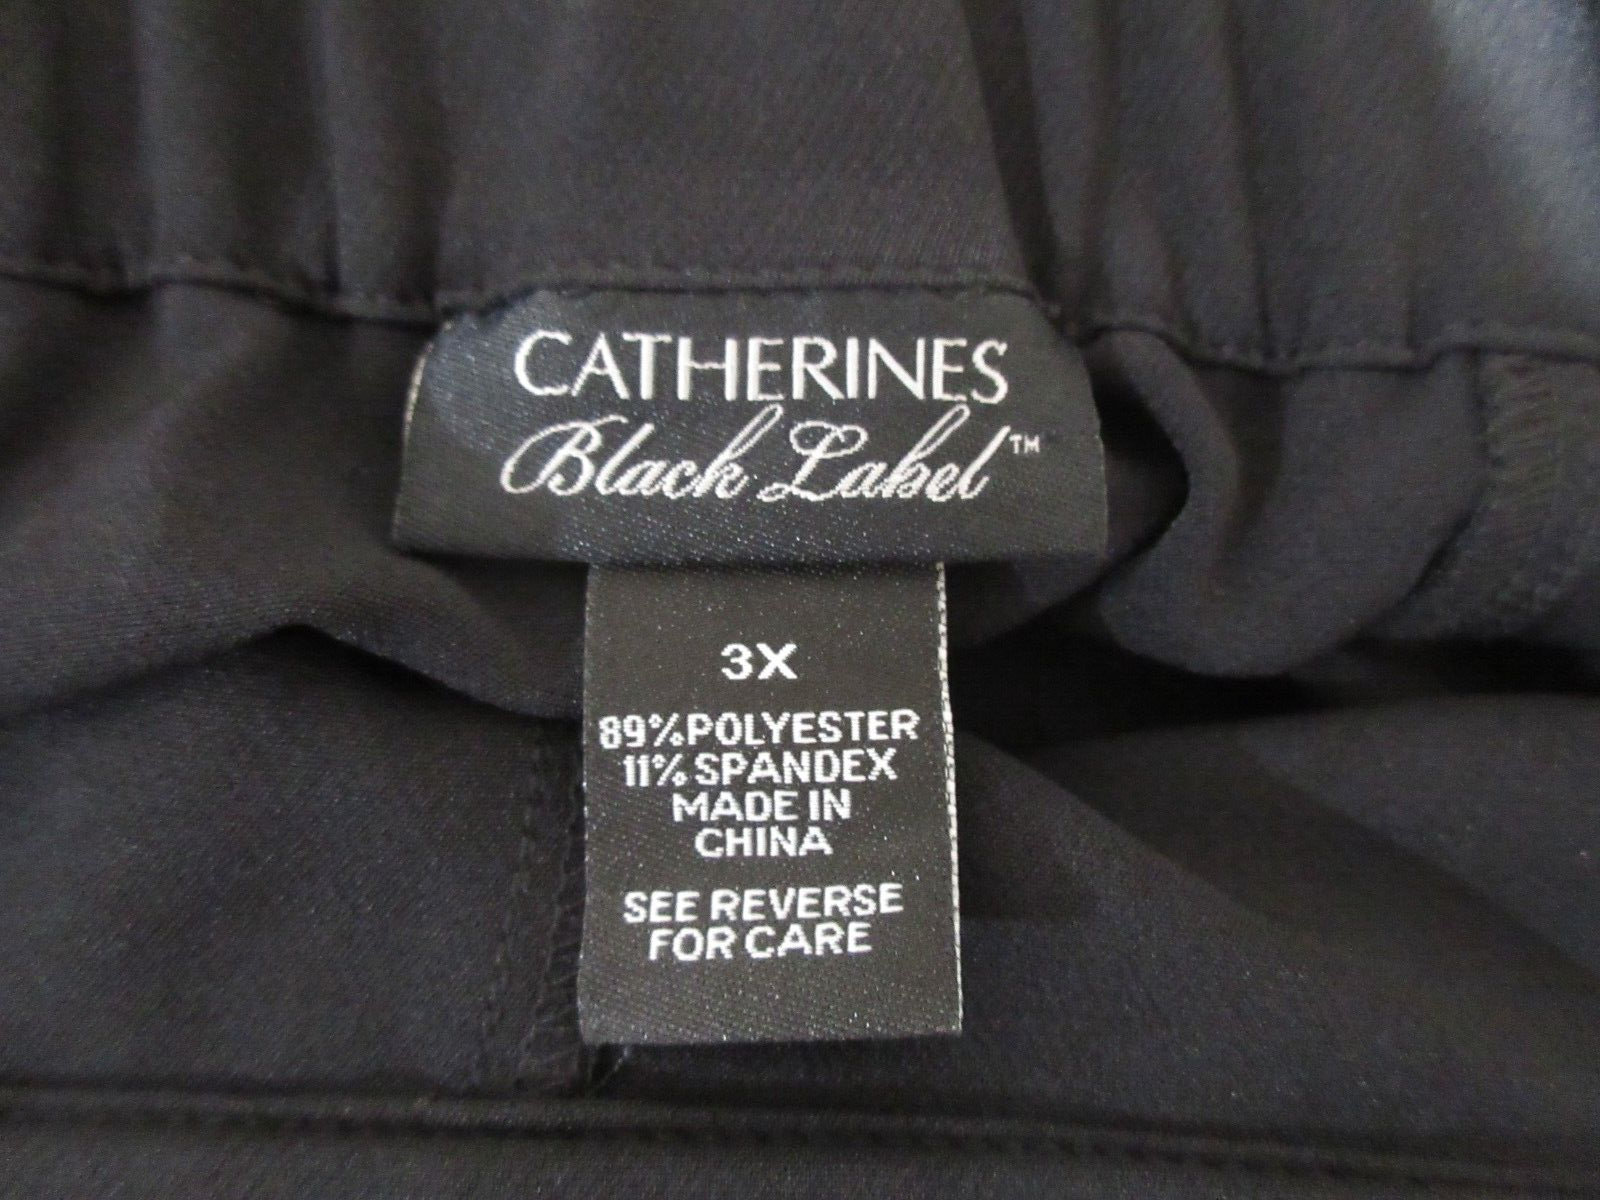 CATHERINES
Black Label™
3X
89%POLYESTER
11%SPANDEX
MADE IN
CHINA
SEE REVERSE
FOR CARE